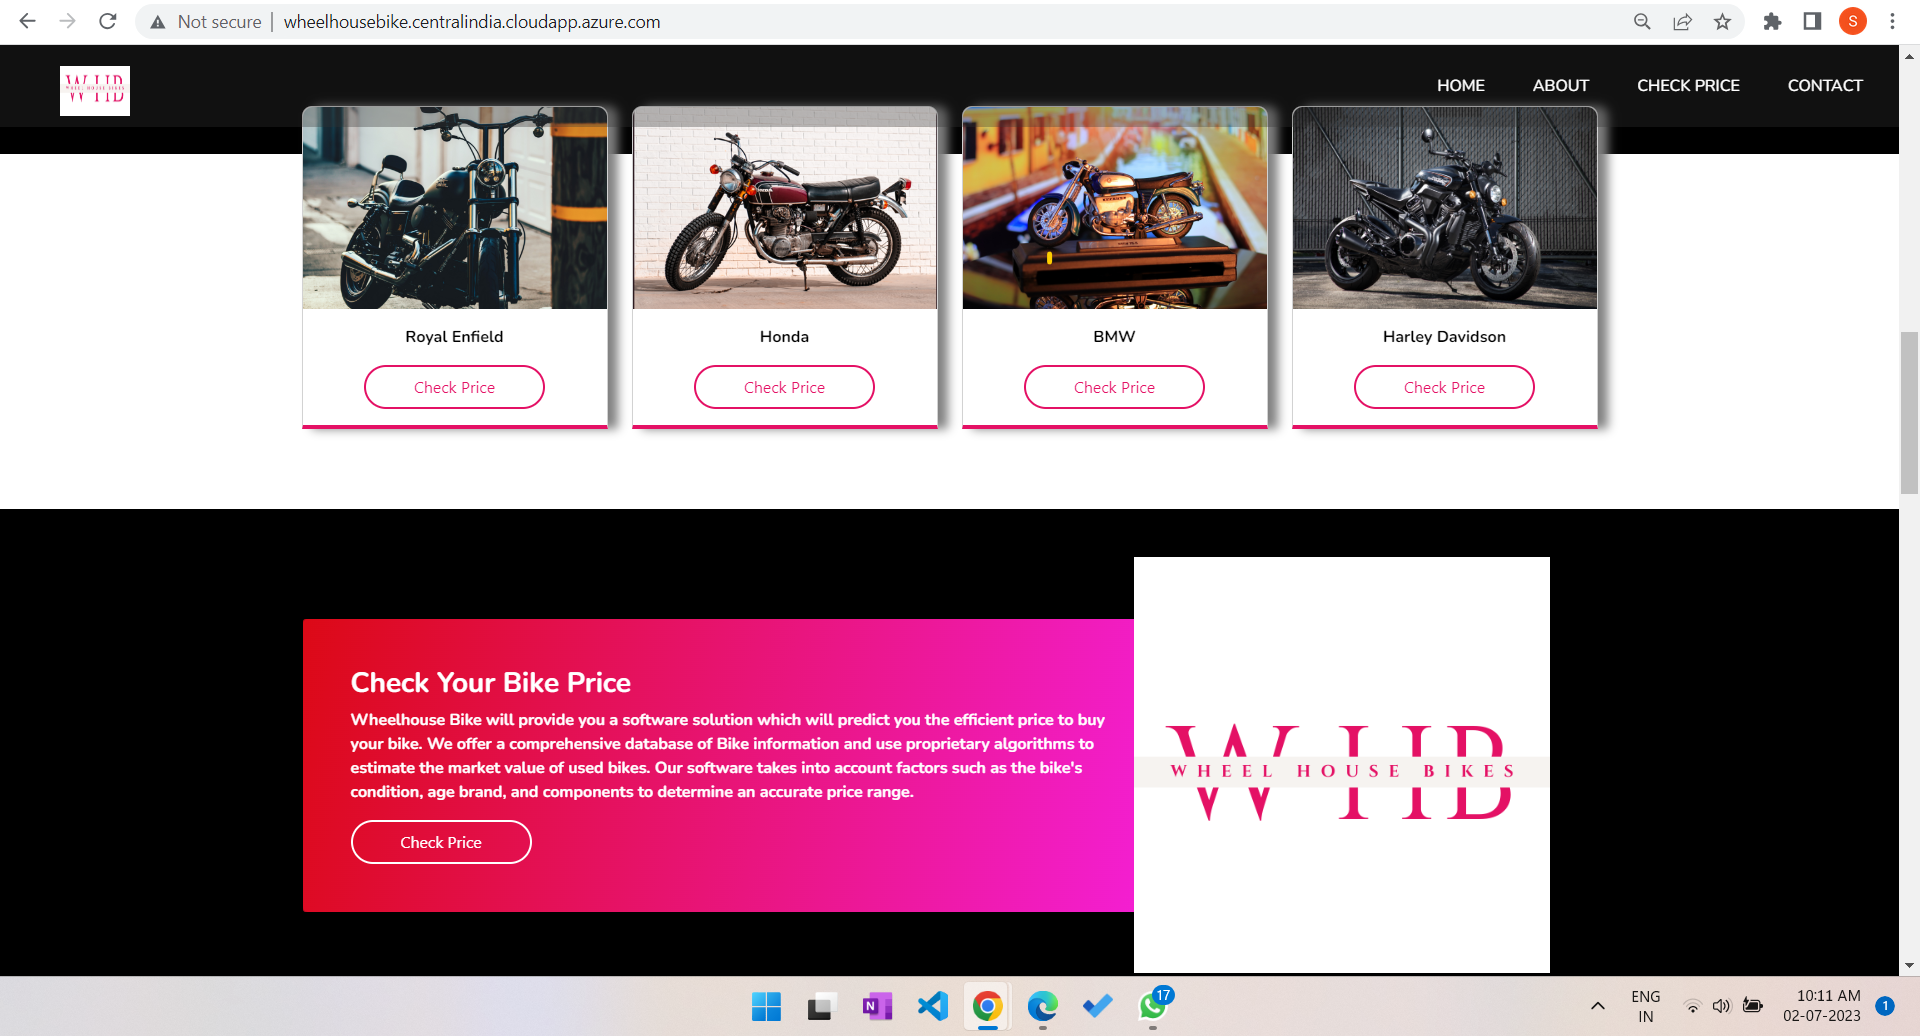 Not secure
wheelhousebike.centralindia.cloudapp.azure.com
S
WHB
WHEEL HOUSE BIKES
HOME
ABOUT
CHECK PRICE
CONTACT
HONDA
Royal Enfield
Honda
BMW
Harley Davidson
Check Price
Check Price
Check Price
Check Price
Check Your Bike Price
Wheelhouse Bike will provide you a software solution which will predict you the efficient price to buy
your bike. We offer a comprehensive database of Bike information and use proprietary algorithms to
estimate the market value of used bikes. Our software takes into account factors such as the bike's
condition, age brand, and components to determine an accurate price range.
Check Price
WHB
WHEEL HOUSE BIKES
N
17
ENG
IN
10:11 AM
02-07-2023
1